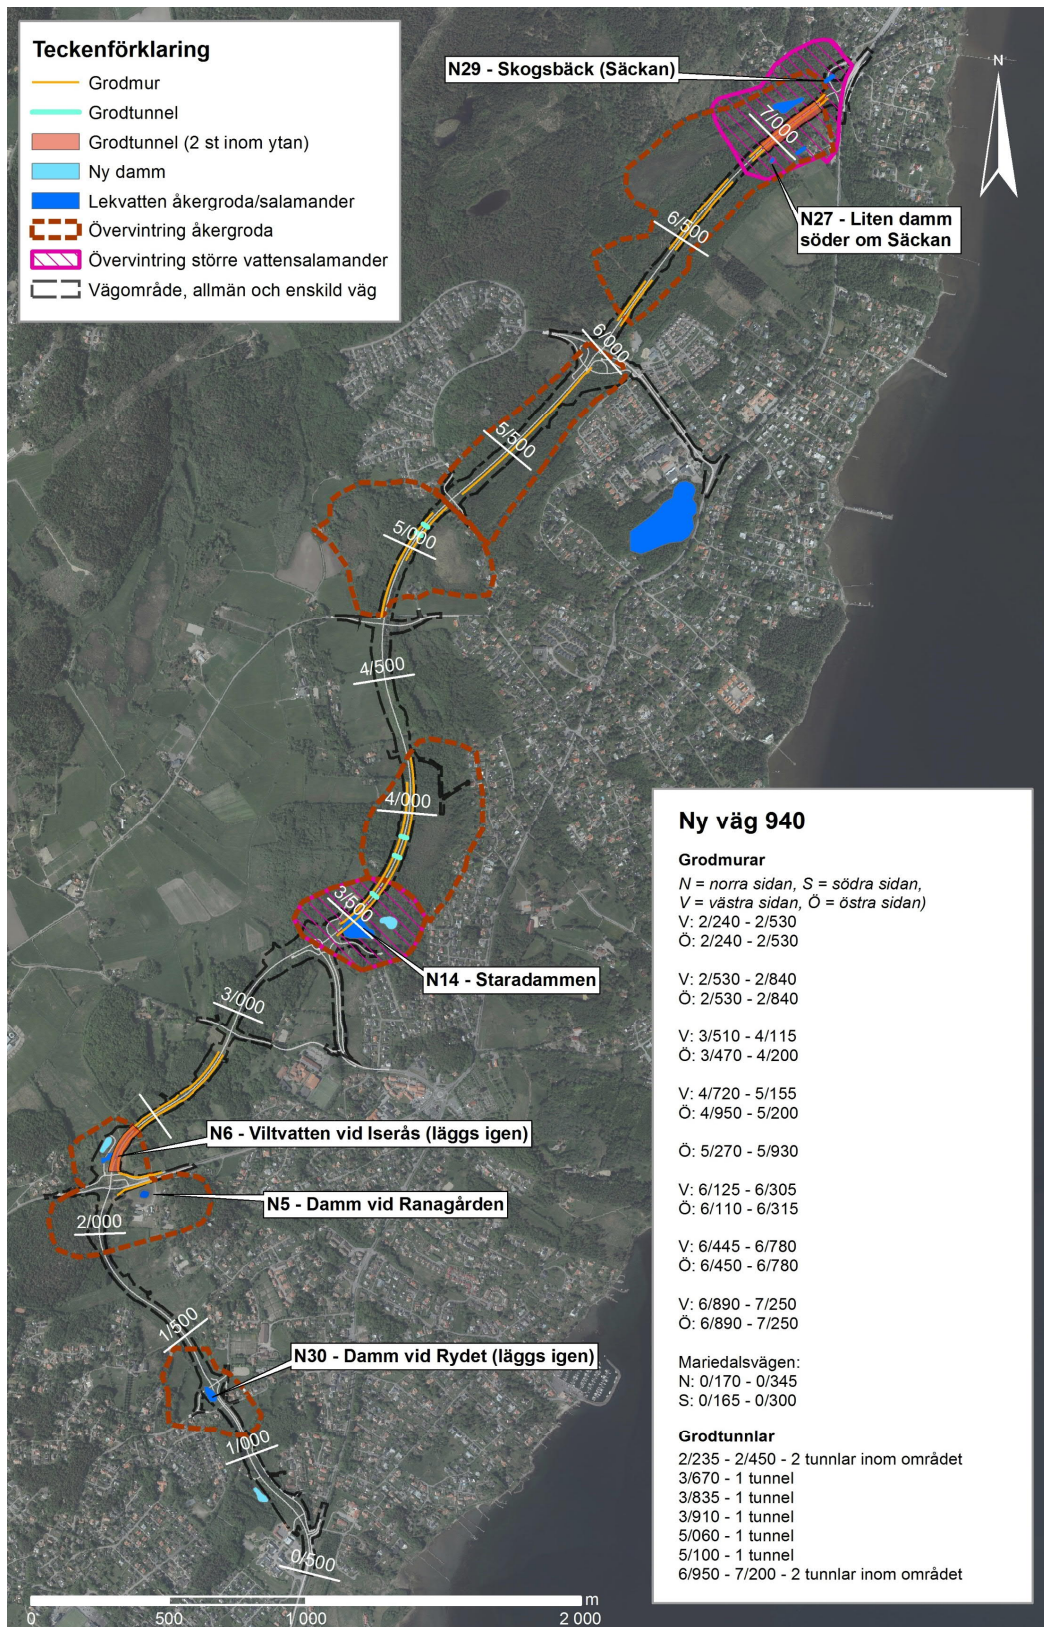 Teckenförklaring
Grodmur
Grodtunnel
Grodtunnel (2 st inom ytan)
Ny damm
Lekvatten åkergroda/salamander
Övervintring åkergroda
Övervintring större vattensalamander
Vägområde, allmän och enskild väg
N29 - Skogsbäck (Säckan)
N
7/000
N27 - Liten damm
söder om Säckan
6/500
6/000
5/500
5/000
4/500
4/000
3/500
N14 - Staradammen
3/000
N6 - Viltvatten vid Iserås (läggs igen)
N5 - Damm vid Ranagården
2/000
1/500
N30 - Damm vid Rydet (läggs igen)
1/000
0/500
0
500
1 000
2 000
m
Ny väg 940
Grodmurar
N = norra sidan, S = södra sidan,
V = västra sidan, Ö = östra sidan)
V: 2/240 - 2/530
Ö: 2/240 - 2/530
V: 2/530 - 2/840
Ö: 2/530 - 2/840
V: 3/510 - 4/115
Ö: 3/470 - 4/200
V: 4/720 - 5/155
Ö: 4/950 - 5/200
Ö: 5/270 - 5/930
V: 6/125 - 6/305
Ö: 6/110 - 6/315
V: 6/445 - 6/780
Ö: 6/450 - 6/780
V: 6/890 - 7/250
Ö: 6/890 - 7/250
Mariedalsvägen:
N: 0/170 - 0/345
S: 0/165 - 0/300
Grodtunnlar
2/235 - 2/450 - 2 tunnlar inom området
3/670 - 1 tunnel
3/835 - 1 tunnel
3/910 - 1 tunnel
5/060 - 1 tunnel
5/100 - 1 tunnel
6/950 - 7/200 - 2 tunnlar inom området